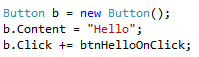 Button b = new Button();
b.Content = "Hello";
b.Click += btnHelloOnClick;